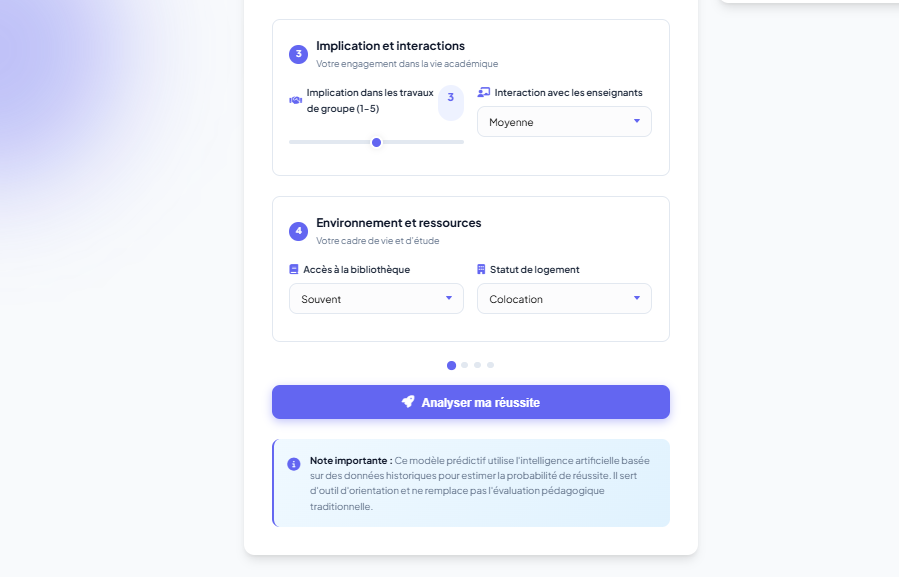 3
Implication et interactions
Votre engagement dans la vie académique
Implication dans les travaux
de groupe (1–5)
3
Interaction avec les enseignants
Moyenne
4
Environnement et ressources
Votre cadre de vie et d'étude
Accès à la bibliothèque
Souvent
Statut de logement
Colocation
Analyser ma réussite
Note importante : Ce modèle prédictif utilise l'intelligence artificielle basée
sur des données historiques pour estimer la probabilité de réussite. Il sert
d'outil d'orientation et ne remplace pas l'évaluation pédagogique
traditionnelle.